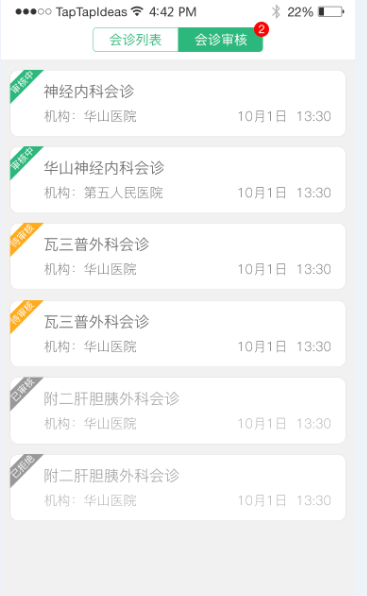 TapTapIdeas 4:42 PM 22%
会诊列表 会诊审核 2
审核中
神经内科会诊
机构：华山医院 10月1日 13:30
审核中
华山神经内科会诊
机构：第五人民医院 10月1日 13:30
待审核
瓦三普外科会诊
机构：华山医院 10月1日 13:30
待审核
瓦三普外科会诊
机构：华山医院 10月1日 13:30
已审核
附二肝胆胰外科会诊
机构：华山医院 10月1日 13:30
已拒绝
附二肝胆胰外科会诊
机构：华山医院 10月1日 13:30